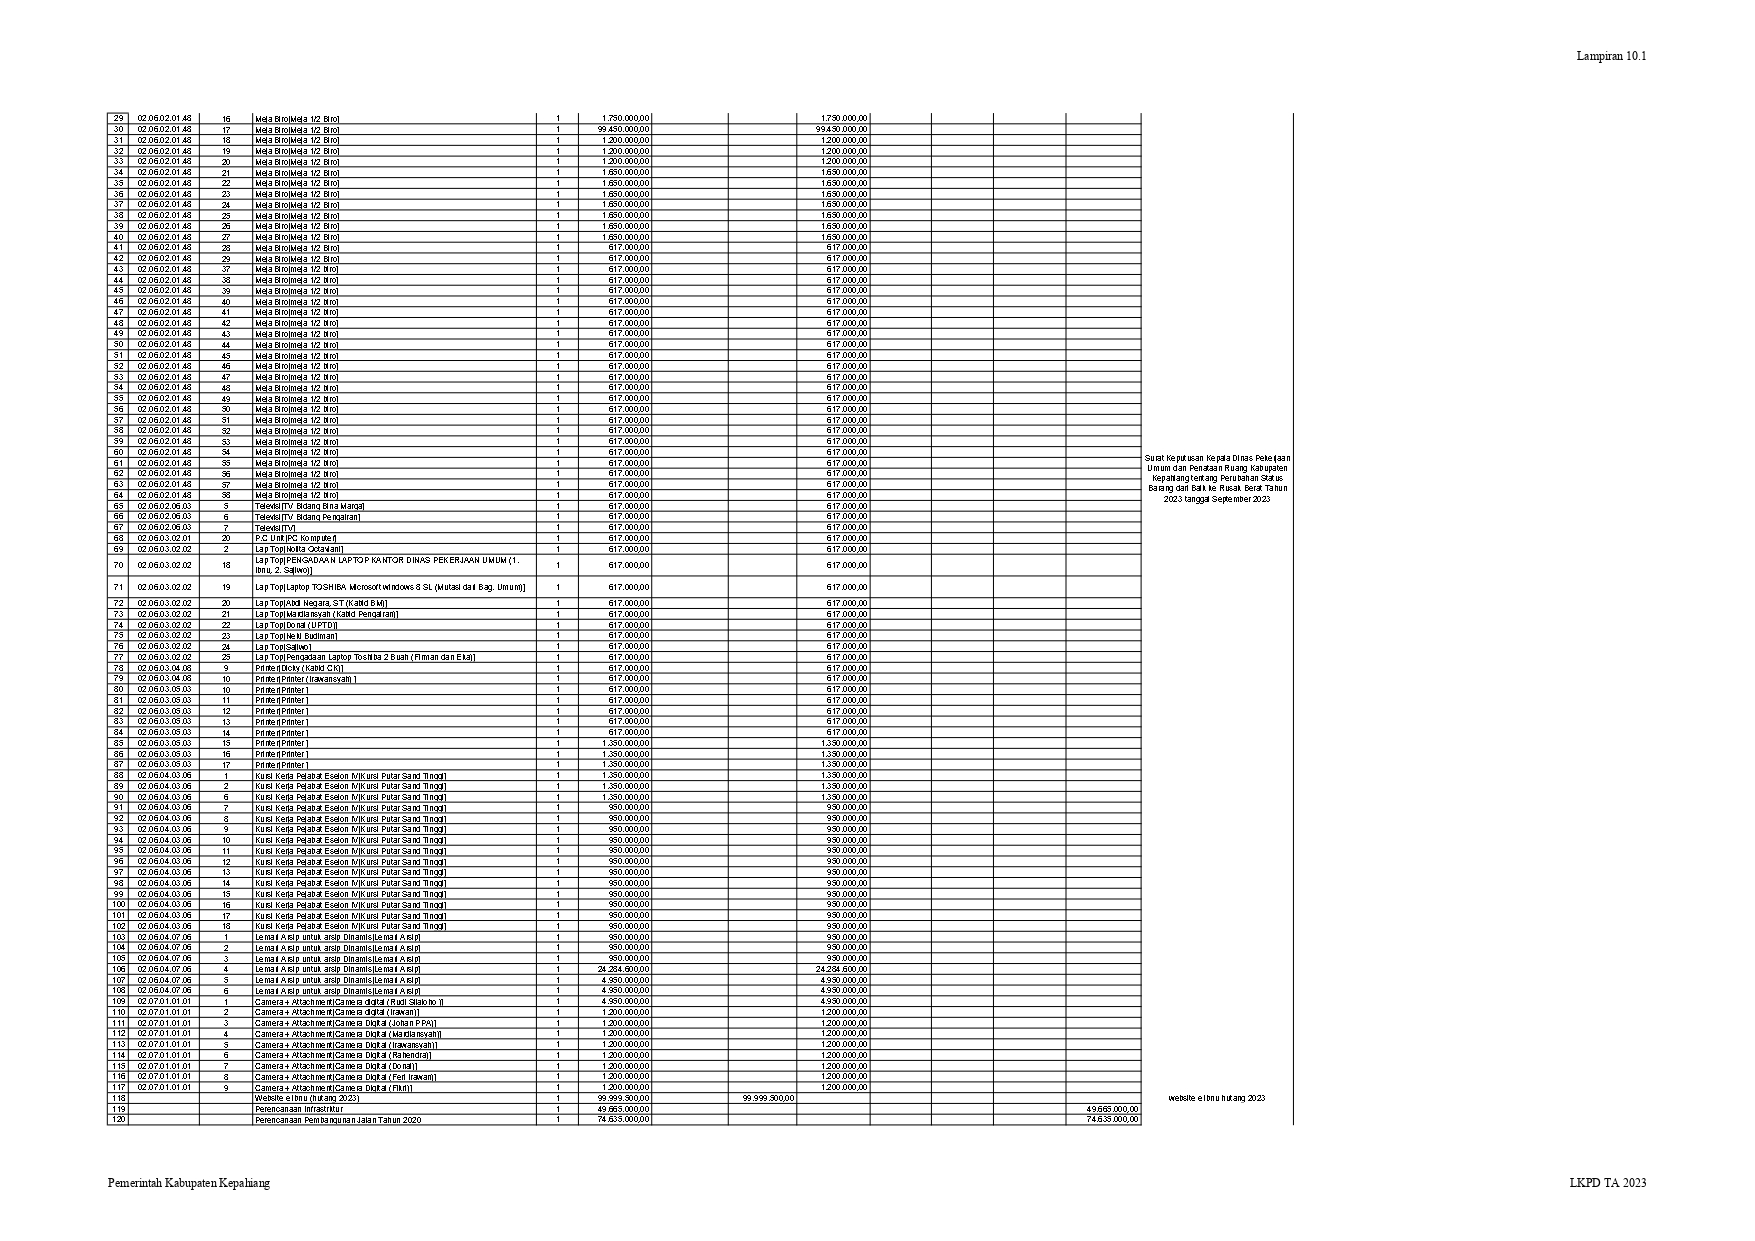 Lampiran 10.1
29 02.06.02.01.48 16 Meja Biro[Meja 1/2 Biro] 1 1.750.000,00 1.750.000,00
30 02.06.02.01.48 17 Meja Biro[Meja 1/2 Biro] 1 99.450.000,00 99.450.000,00
31 02.06.02.01.48 18 Meja Biro[Meja 1/2 Biro] 1 1.200.000,00 1.200.000,00
32 02.06.02.01.48 19 Meja Biro[Meja 1/2 Biro] 1 1.200.000,00 1.200.000,00
33 02.06.02.01.48 20 Meja Biro[Meja 1/2 Biro] 1 1.200.000,00 1.200.000,00
34 02.06.02.01.48 21 Meja Biro[Meja 1/2 Biro] 1 1.650.000,00 1.650.000,00
35 02.06.02.01.48 22 Meja Biro[Meja 1/2 Biro] 1 1.650.000,00 1.650.000,00
36 02.06.02.01.48 23 Meja Biro[Meja 1/2 Biro] 1 1.650.000,00 1.650.000,00
37 02.06.02.01.48 24 Meja Biro[Meja 1/2 Biro] 1 1.650.000,00 1.650.000,00
38 02.06.02.01.48 25 Meja Biro[Meja 1/2 Biro] 1 1.650.000,00 1.650.000,00
39 02.06.02.01.48 26 Meja Biro[Meja 1/2 Biro] 1 1.650.000,00 1.650.000,00
40 02.06.02.01.48 27 Meja Biro[Meja 1/2 Biro] 1 1.650.000,00 1.650.000,00
41 02.06.02.01.48 28 Meja Biro[Meja 1/2 Biro] 1 617.000,00 617.000,00
42 02.06.02.01.48 29 Meja Biro[Meja 1/2 Biro] 1 617.000,00 617.000,00
43 02.06.02.01.48 37 Meja Biro[meja 1/2 biro] 1 617.000,00 617.000,00
44 02.06.02.01.48 38 Meja Biro[meja 1/2 biro] 1 617.000,00 617.000,00
45 02.06.02.01.48 39 Meja Biro[meja 1/2 biro] 1 617.000,00 617.000,00
46 02.06.02.01.48 40 Meja Biro[meja 1/2 biro] 1 617.000,00 617.000,00
47 02.06.02.01.48 41 Meja Biro[meja 1/2 biro] 1 617.000,00 617.000,00
48 02.06.02.01.48 42 Meja Biro[meja 1/2 biro] 1 617.000,00 617.000,00
49 02.06.02.01.48 43 Meja Biro[meja 1/2 biro] 1 617.000,00 617.000,00
50 02.06.02.01.48 44 Meja Biro[meja 1/2 biro] 1 617.000,00 617.000,00
51 02.06.02.01.48 45 Meja Biro[meja 1/2 biro] 1 617.000,00 617.000,00
52 02.06.02.01.48 46 Meja Biro[meja 1/2 biro] 1 617.000,00 617.000,00
53 02.06.02.01.48 47 Meja Biro[meja 1/2 biro] 1 617.000,00 617.000,00
54 02.06.02.01.48 48 Meja Biro[meja 1/2 biro] 1 617.000,00 617.000,00
55 02.06.02.01.48 49 Meja Biro[meja 1/2 biro] 1 617.000,00 617.000,00
56 02.06.02.01.48 50 Meja Biro[meja 1/2 biro] 1 617.000,00 617.000,00
57 02.06.02.01.48 51 Meja Biro[meja 1/2 biro] 1 617.000,00 617.000,00
58 02.06.02.01.48 52 Meja Biro[meja 1/2 biro] 1 617.000,00 617.000,00
59 02.06.02.01.48 53 Meja Biro[meja 1/2 biro] 1 617.000,00 617.000,00
60 02.06.02.01.48 54 Meja Biro[meja 1/2 biro] 1 617.000,00 617.000,00
61 02.06.02.01.48 55 Meja Biro[meja 1/2 biro] 1 617.000,00 617.000,00
62 02.06.02.01.48 56 Meja Biro[meja 1/2 biro] 1 617.000,00 617.000,00
63 02.06.02.01.48 57 Meja Biro[meja 1/2 biro] 1 617.000,00 617.000,00
64 02.06.02.01.48 58 Meja Biro[meja 1/2 biro] 1 617.000,00 617.000,00
65 02.06.02.06.03 5 Televisi[TV Bidang Bina Marga] 1 617.000,00 617.000,00
66 02.06.02.06.03 6 Televisi[TV Bidang Pengairan] 1 617.000,00 617.000,00
67 02.06.02.06.03 7 Televisi[TV] 1 617.000,00 617.000,00
68 02.06.03.02.01 20 P.C Unit[PC Komputer] 1 617.000,00 617.000,00
69 02.06.03.02.02 2 Lap Top[Nolita Octaviani] 1 617.000,00 617.000,00
70 02.06.03.02.02 18 Lap Top[PENGADAAN LAPTOP KANTOR DINAS PEKERJAAN UMUM (1. 1 617.000,00 617.000,00
Ibnu, 2. Sajiwo)]
71 02.06.03.02.02 19 Lap Top[Laptop TOSHIBA Microsoft windows 8 SL (Mutasi dari Bag. Umum)] 1 617.000,00 617.000,00
72 02.06.03.02.02 20 Lap Top[Abdi Negara, ST (Kabid BM)] 1 617.000,00 617.000,00
73 02.06.03.02.02 21 Lap Top[Mardiansyah (Kabid Pengairan)] 1 617.000,00 617.000,00
74 02.06.03.02.02 22 Lap Top[Donal (UPTD)] 1 617.000,00 617.000,00
75 02.06.03.02.02 23 Lap Top[Neki Budiman] 1 617.000,00 617.000,00
76 02.06.03.02.02 24 Lap Top[Sajiwo] 1 617.000,00 617.000,00
77 02.06.03.02.02 25 Lap Top[Pengadaan Laptop Toshiba 2 Buah (Firman dan Eka)] 1 617.000,00 617.000,00
78 02.06.03.04.08 9 Printer[Dicky (Kabid CK)] 1 617.000,00 617.000,00
79 02.06.03.04.08 10 Printer[Printer (Irawansyah) ] 1 617.000,00 617.000,00
80 02.06.03.05.03 10 Printer[Printer ] 1 617.000,00 617.000,00
81 02.06.03.05.03 11 Printer[Printer ] 1 617.000,00 617.000,00
82 02.06.03.05.03 12 Printer[Printer ] 1 617.000,00 617.000,00
83 02.06.03.05.03 13 Printer[Printer ] 1 617.000,00 617.000,00
84 02.06.03.05.03 14 Printer[Printer ] 1 617.000,00 617.000,00
85 02.06.03.05.03 15 Printer[Printer ] 1 1.350.000,00 1.350.000,00
86 02.06.03.05.03 16 Printer[Printer ] 1 1.350.000,00 1.350.000,00
87 02.06.03.05.03 17 Printer[Printer ] 1 1.350.000,00 1.350.000,00
88 02.06.04.03.06 1 Kursi Kerja Pejabat Eselon IV[Kursi Putar Sand Tinggi] 1 1.350.000,00 1.350.000,00
89 02.06.04.03.06 2 Kursi Kerja Pejabat Eselon IV[Kursi Putar Sand Tinggi] 1 1.350.000,00 1.350.000,00
90 02.06.04.03.06 6 Kursi Kerja Pejabat Eselon IV[Kursi Putar Sand Tinggi] 1 1.350.000,00 1.350.000,00
91 02.06.04.03.06 7 Kursi Kerja Pejabat Eselon IV[Kursi Putar Sand Tinggi] 1 950.000,00 950.000,00
92 02.06.04.03.06 8 Kursi Kerja Pejabat Eselon IV[Kursi Putar Sand Tinggi] 1 950.000,00 950.000,00
93 02.06.04.03.06 9 Kursi Kerja Pejabat Eselon IV[Kursi Putar Sand Tinggi] 1 950.000,00 950.000,00
94 02.06.04.03.06 10 Kursi Kerja Pejabat Eselon IV[Kursi Putar Sand Tinggi] 1 950.000,00 950.000,00
95 02.06.04.03.06 11 Kursi Kerja Pejabat Eselon IV[Kursi Putar Sand Tinggi] 1 950.000,00 950.000,00
96 02.06.04.03.06 12 Kursi Kerja Pejabat Eselon IV[Kursi Putar Sand Tinggi] 1 950.000,00 950.000,00
97 02.06.04.03.06 13 Kursi Kerja Pejabat Eselon IV[Kursi Putar Sand Tinggi] 1 950.000,00 950.000,00
98 02.06.04.03.06 14 Kursi Kerja Pejabat Eselon IV[Kursi Putar Sand Tinggi] 1 950.000,00 950.000,00
99 02.06.04.03.06 15 Kursi Kerja Pejabat Eselon IV[Kursi Putar Sand Tinggi] 1 950.000,00 950.000,00
100 02.06.04.03.06 16 Kursi Kerja Pejabat Eselon IV[Kursi Putar Sand Tinggi] 1 950.000,00 950.000,00
101 02.06.04.03.06 17 Kursi Kerja Pejabat Eselon IV[Kursi Putar Sand Tinggi] 1 950.000,00 950.000,00
102 02.06.04.03.06 18 Kursi Kerja Pejabat Eselon IV[Kursi Putar Sand Tinggi] 1 950.000,00 950.000,00
103 02.06.04.07.06 1 Lemari Arsip untuk arsip Dinamis[Lemari Arsip] 1 950.000,00 950.000,00
104 02.06.04.07.06 2 Lemari Arsip untuk arsip Dinamis[Lemari Arsip] 1 950.000,00 950.000,00
105 02.06.04.07.06 3 Lemari Arsip untuk arsip Dinamis[Lemari Arsip] 1 950.000,00 950.000,00
106 02.06.04.07.06 4 Lemari Arsip untuk arsip Dinamis[Lemari Arsip] 1 24.284.600,00 24.284.600,00
107 02.06.04.07.06 5 Lemari Arsip untuk arsip Dinamis[Lemari Arsip] 1 4.950.000,00 4.950.000,00
108 02.06.04.07.06 6 Lemari Arsip untuk arsip Dinamis[Lemari Arsip] 1 4.950.000,00 4.950.000,00
109 02.07.01.01.01 1 Camera + Attachment[Camera digital (Rudi Silaloho )] 1 4.950.000,00 4.950.000,00
110 02.07.01.01.01 2 Camera + Attachment[Camera digital (Irawan)] 1 1.200.000,00 1.200.000,00
111 02.07.01.01.01 3 Camera + Attachment[Camera Digital (Johan PPA)] 1 1.200.000,00 1.200.000,00
112 02.07.01.01.01 4 Camera + Attachment[Camera Digital (Mardiansyah)] 1 1.200.000,00 1.200.000,00
113 02.07.01.01.01 5 Camera + Attachment[Camera Digital (Irawansyah)] 1 1.200.000,00 1.200.000,00
114 02.07.01.01.01 6 Camera + Attachment[Camera Digital (Rahendra)] 1 1.200.000,00 1.200.000,00
115 02.07.01.01.01 7 Camera + Attachment[Camera Digital (Donal)] 1 1.200.000,00 1.200.000,00
116 02.07.01.01.01 8 Camera + Attachment[Camera Digital (Feri Irawan)] 1 1.200.000,00 1.200.000,00
117 02.07.01.01.01 9 Camera + Attachment[Camera Digital (Fikri)] 1 1.200.000,00 1.200.000,00
118 Website e ibnu (hutang 2023) 1 99.999.500,00 99.999.500,00 website e ibnu hutang 2023
119 Perencanaan Infrastrktur 1 49.665.000,00 49.665.000,00
120 Perencanaan Pembangunan Jalan Tahun 2020 1 74.635.000,00 74.635.000,00
Surat Keputusan Kepala Dinas Pekerjaan
Umum dan Penataan Ruang Kabupaten
Kepahiang tentang Perubahan Status
Barang dari Baik ke Rusak Berat Tahun
2023 tanggal September 2023
Pemerintah Kabupaten Kepahiang
LKPD TA 2023